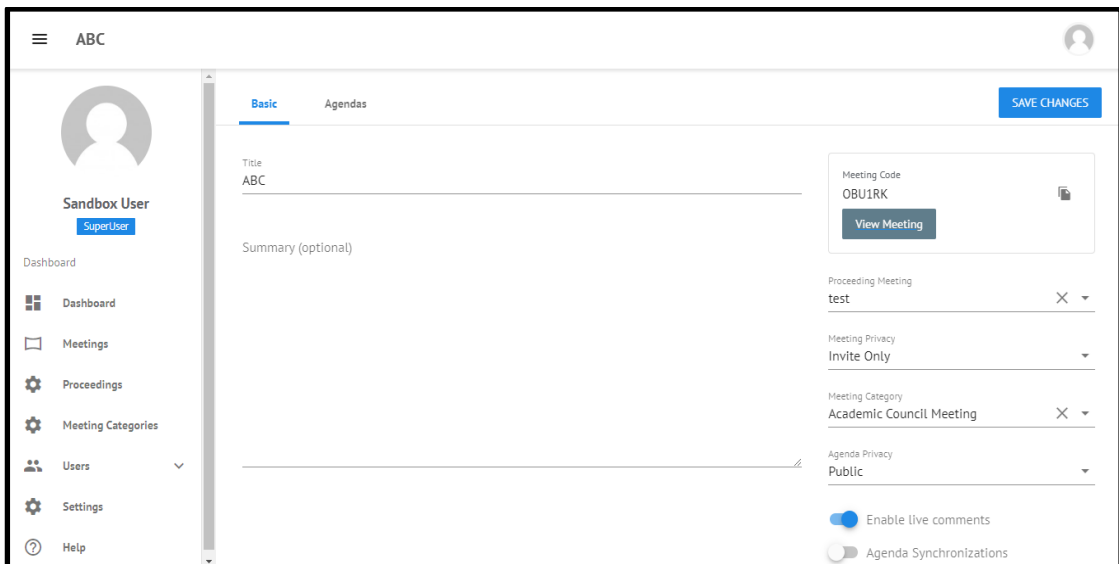 ABC
Sandbox User
SuperUser
Dashboard
Dashboard
Meetings
Proceedings
Meeting Categories
Users
Settings
Help
Basic
Agendas
SAVE CHANGES
Title
ABC
Summary (optional)
Meeting Code
OBU1RK
View Meeting
Proceeding Meeting
test
Meeting Privacy
Invite Only
Meeting Category
Academic Council Meeting
Agenda Privacy
Public
Enable live comments
Agenda Synchronizations